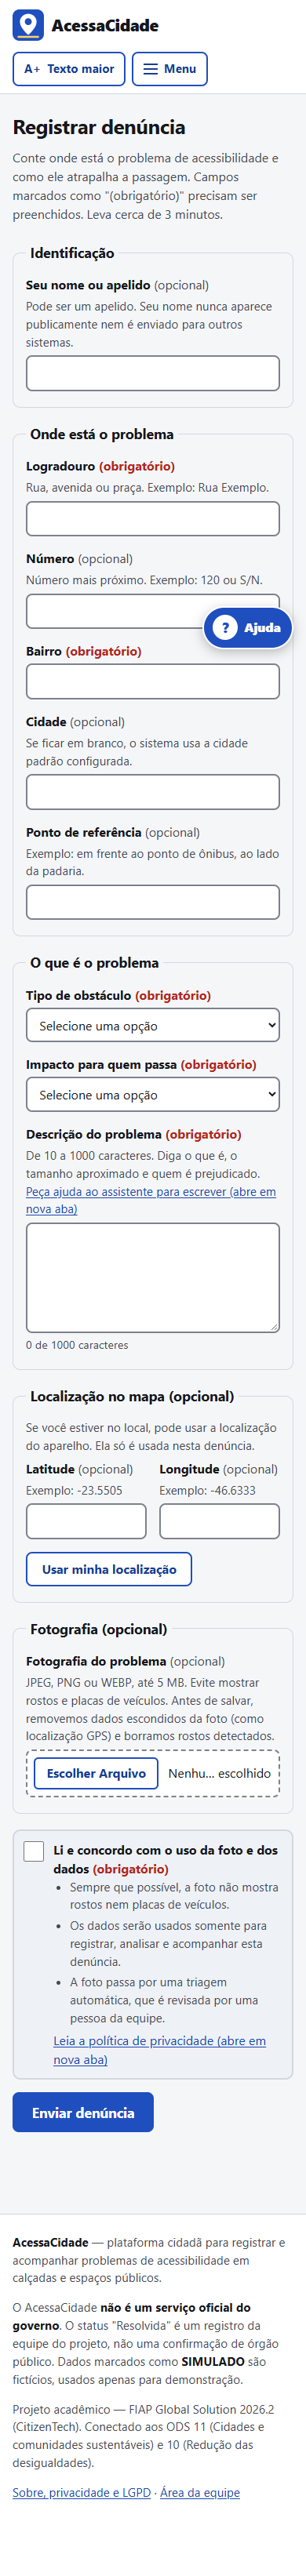 AcessaCidade
A+ Texto maior
Menu
Registrar denúncia
Conte onde está o problema de acessibilidade e
como ele atrapalha a passagem. Campos
marcados como "(obrigatório)" precisam ser
preenchidos. Leva cerca de 3 minutos.
Identificação
Seu nome ou apelido (opcional)
Pode ser um apelido. Seu nome nunca aparece
publicamente nem é enviado para outros
sistemas.
Onde está o problema
Logradouro (obrigatório)
Rua, avenida ou praça. Exemplo: Rua Exemplo.
Número (opcional)
Número mais próximo. Exemplo: 120 ou S/N.
? Ajuda
Bairro (obrigatório)
Cidade (opcional)
Se ficar em branco, o sistema usa a cidade
padrão configurada.
Ponto de referência (opcional)
Exemplo: em frente ao ponto de ônibus, ao lado
da padaria.
O que é o problema
Tipo de obstáculo (obrigatório)
Selecione uma opção
Impacto para quem passa (obrigatório)
Selecione uma opção
Descrição do problema (obrigatório)
De 10 a 1000 caracteres. Diga o que é, o
tamanho aproximado e quem é prejudicado.
Peça ajuda ao assistente para escrever (abre em
nova aba)
0 de 1000 caracteres
Localização no mapa (opcional)
Se você estiver no local, pode usar a localização
do aparelho. Ela só é usada nesta denúncia.
Latitude (opcional)
Exemplo: -23.5505
Longitude (opcional)
Exemplo: -46.6333
Usar minha localização
Fotografia (opcional)
Fotografia do problema (opcional)
JPEG, PNG ou WEBP, até 5 MB. Evite mostrar
rostos e placas de veículos. Antes de salvar,
removemos dados escondidos da foto (como
localização GPS) e borramos rostos detectados.
Escolher Arquivo Nenhu... escolhido
Li e concordo com o uso da foto e dos
dados (obrigatório)
• Sempre que possível, a foto não mostra
rostos nem placas de veículos.
• Os dados serão usados somente para
registrar, analisar e acompanhar esta
denúncia.
• A foto passa por uma triagem
automática, que é revisada por uma
pessoa da equipe.
Leia a política de privacidade (abre em
nova aba)
Enviar denúncia
AcessaCidade — plataforma cidadã para registrar e
acompanhar problemas de acessibilidade em
calçadas e espaços públicos.
O AcessaCidade não é um serviço oficial do
governo. O status "Resolvida" é um registro da
equipe do projeto, não uma confirmação de órgão
público. Dados marcados como SIMULADO são
fictícios, usados apenas para demonstração.
Projeto acadêmico — FIAP Global Solution 2026.2
(CitizenTech). Conectado aos ODS 11 (Cidades e
comunidades sustentáveis) e 10 (Redução das
desigualdades).
Sobre, privacidade e LGPD · Área da equipe